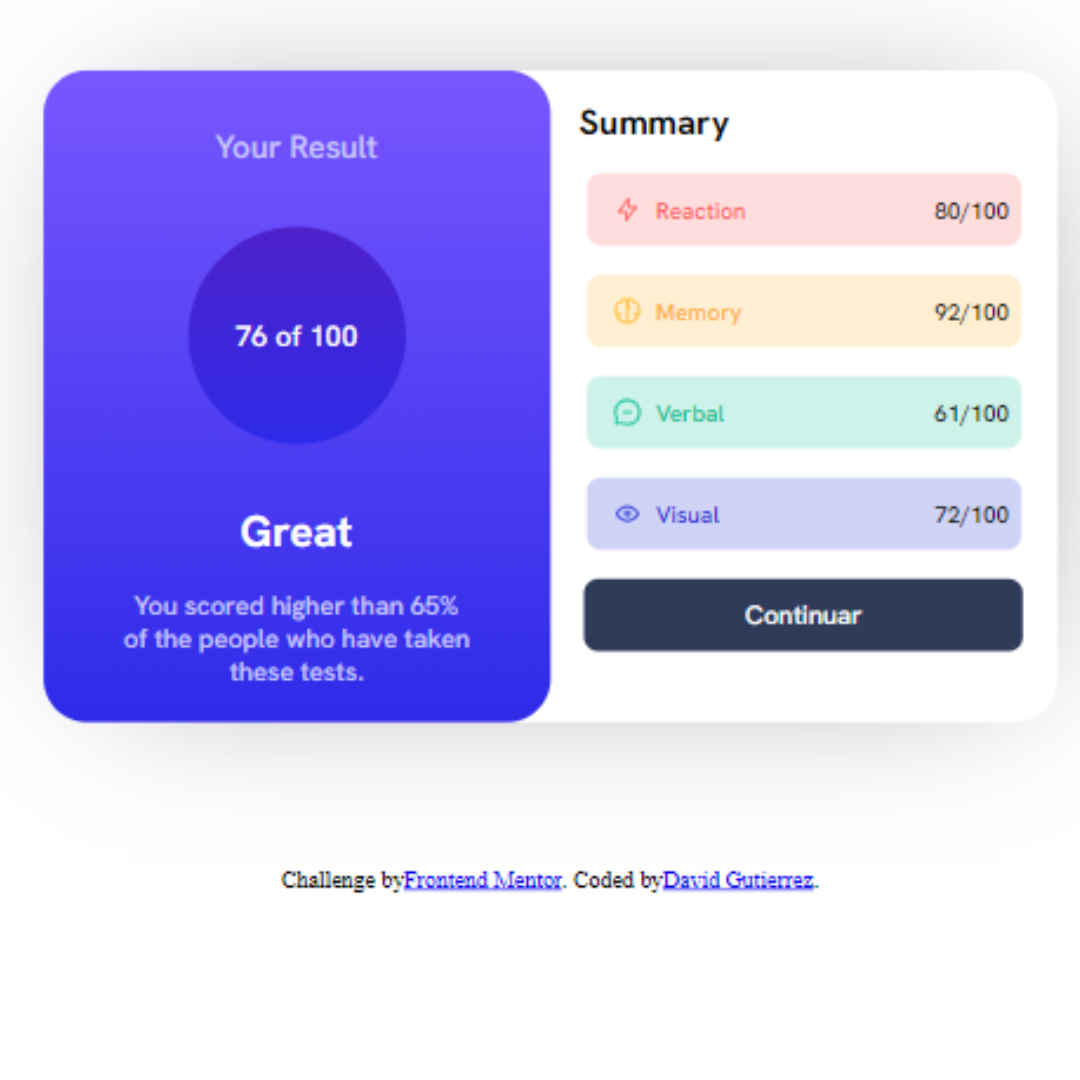 Your Result
76 of 100
Great
You scored higher than 65%
of the people who have taken
these tests.
Summary
Reaction 80/100
Memory 92/100
Verbal 61/100
Visual 72/100
Continuar
Challenge byFrontend Mentor. Coded byDavid Gutierrez.